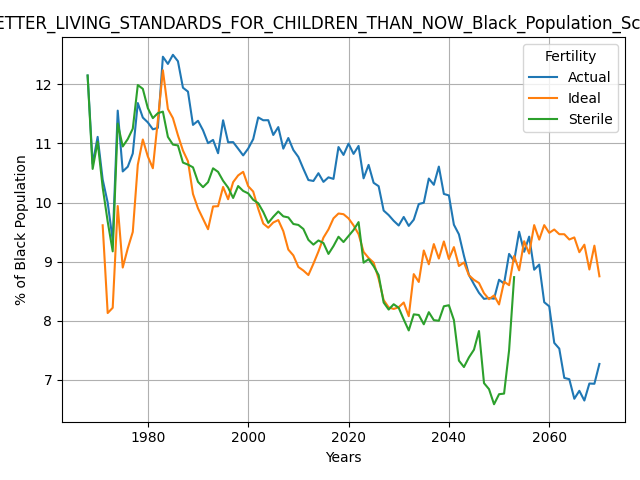 ETTER_LIVING_STANDARDS_FOR_CHILDREN_THAN_NOW_Black_Population_Sc
Fertility
Actual
Ideal
Sterile
% of Black Population
12
11
10
9
8
7
1980
2000
2020
2040
2060
Years